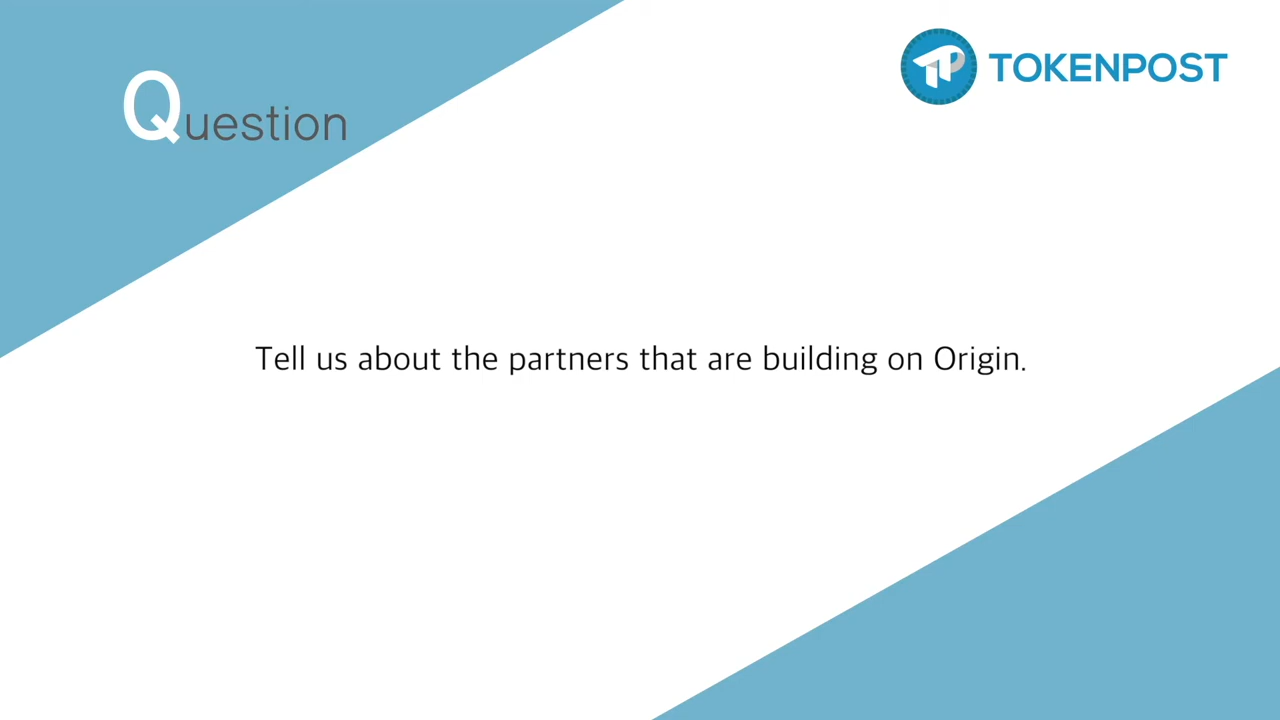 Question
TOKENPOST
Tell us about the partners that are building on Origin.